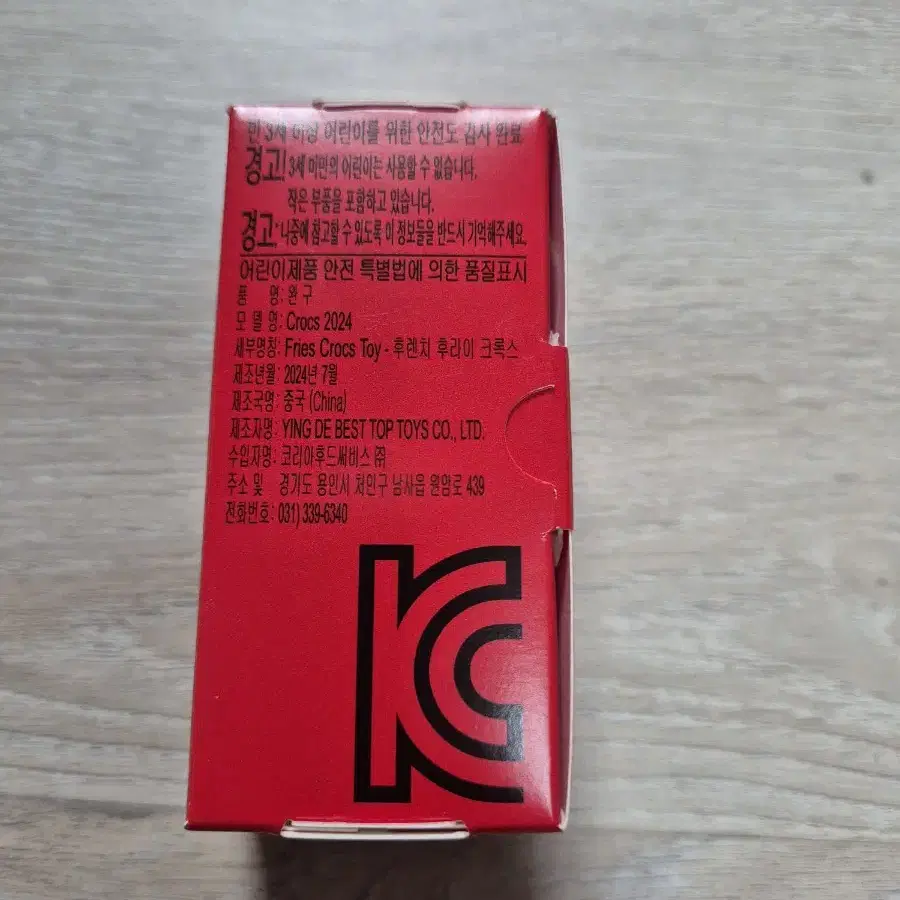 만 3세 이상 어린이를 위한 안전도 검사 완료
경고! 3세 미만의 어린이는 사용할 수 없습니다.
작은 부품을 포함하고 있습니다.
경고! 나중에 참고할 수 있도록 이 정보들을 반드시 기억해주세요.
어린이제품 안전 특별법에 의한 품질표시
품 명: 완 구
모 델 명: Crocs 2024
세부명칭: Fries Crocs Toy - 후렌치 후라이 크록스
제조년월: 2024년 7월
제조국명: 중국 (China)
제조자명: YING DE BEST TOP TOYS CO., LTD.
수입자명: 코리아후드써비스 ㈜
주소 및 경기도 용인시 처인구 남사읍 원암로 439
전화번호: 031) 339-6340
KC